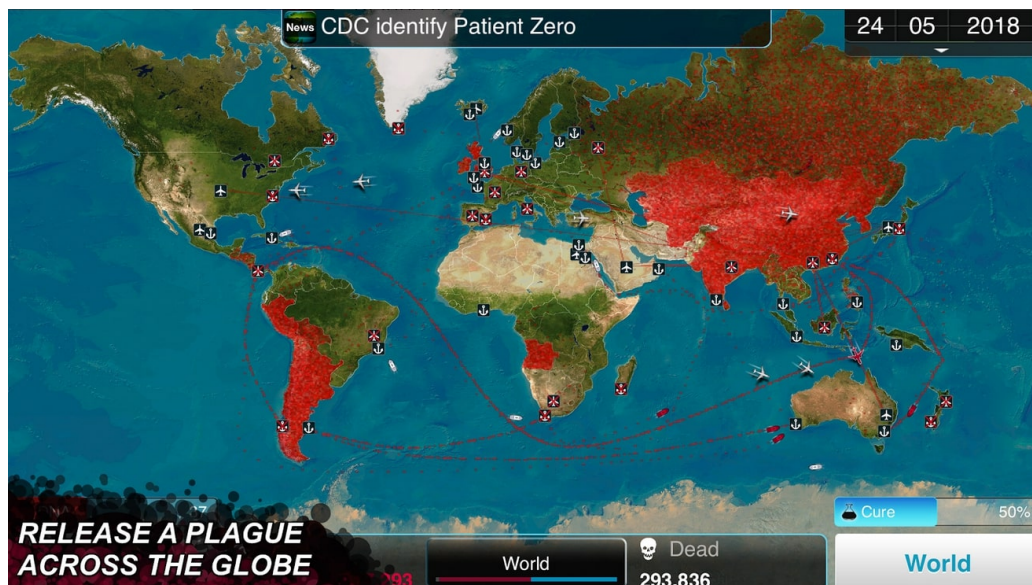 News CDC identify Patient Zero
24 05 2018
Cure 50%
RELEASE A PLAGUE
ACROSS THE GLOBE
World
Dead
293,836
World